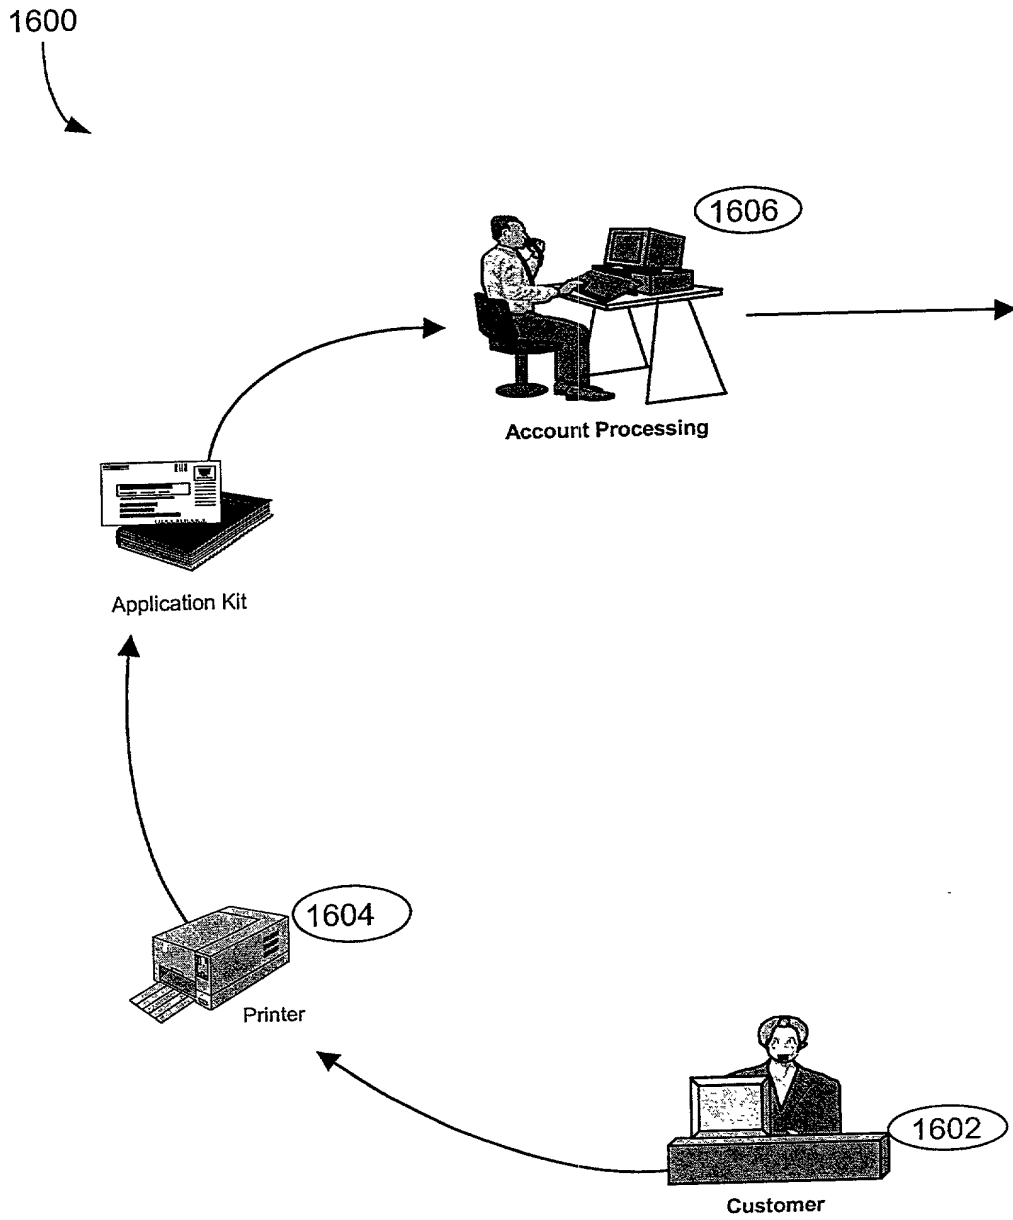 1600
1606
Account Processing
Application Kit
1604
Printer
1602
Customer